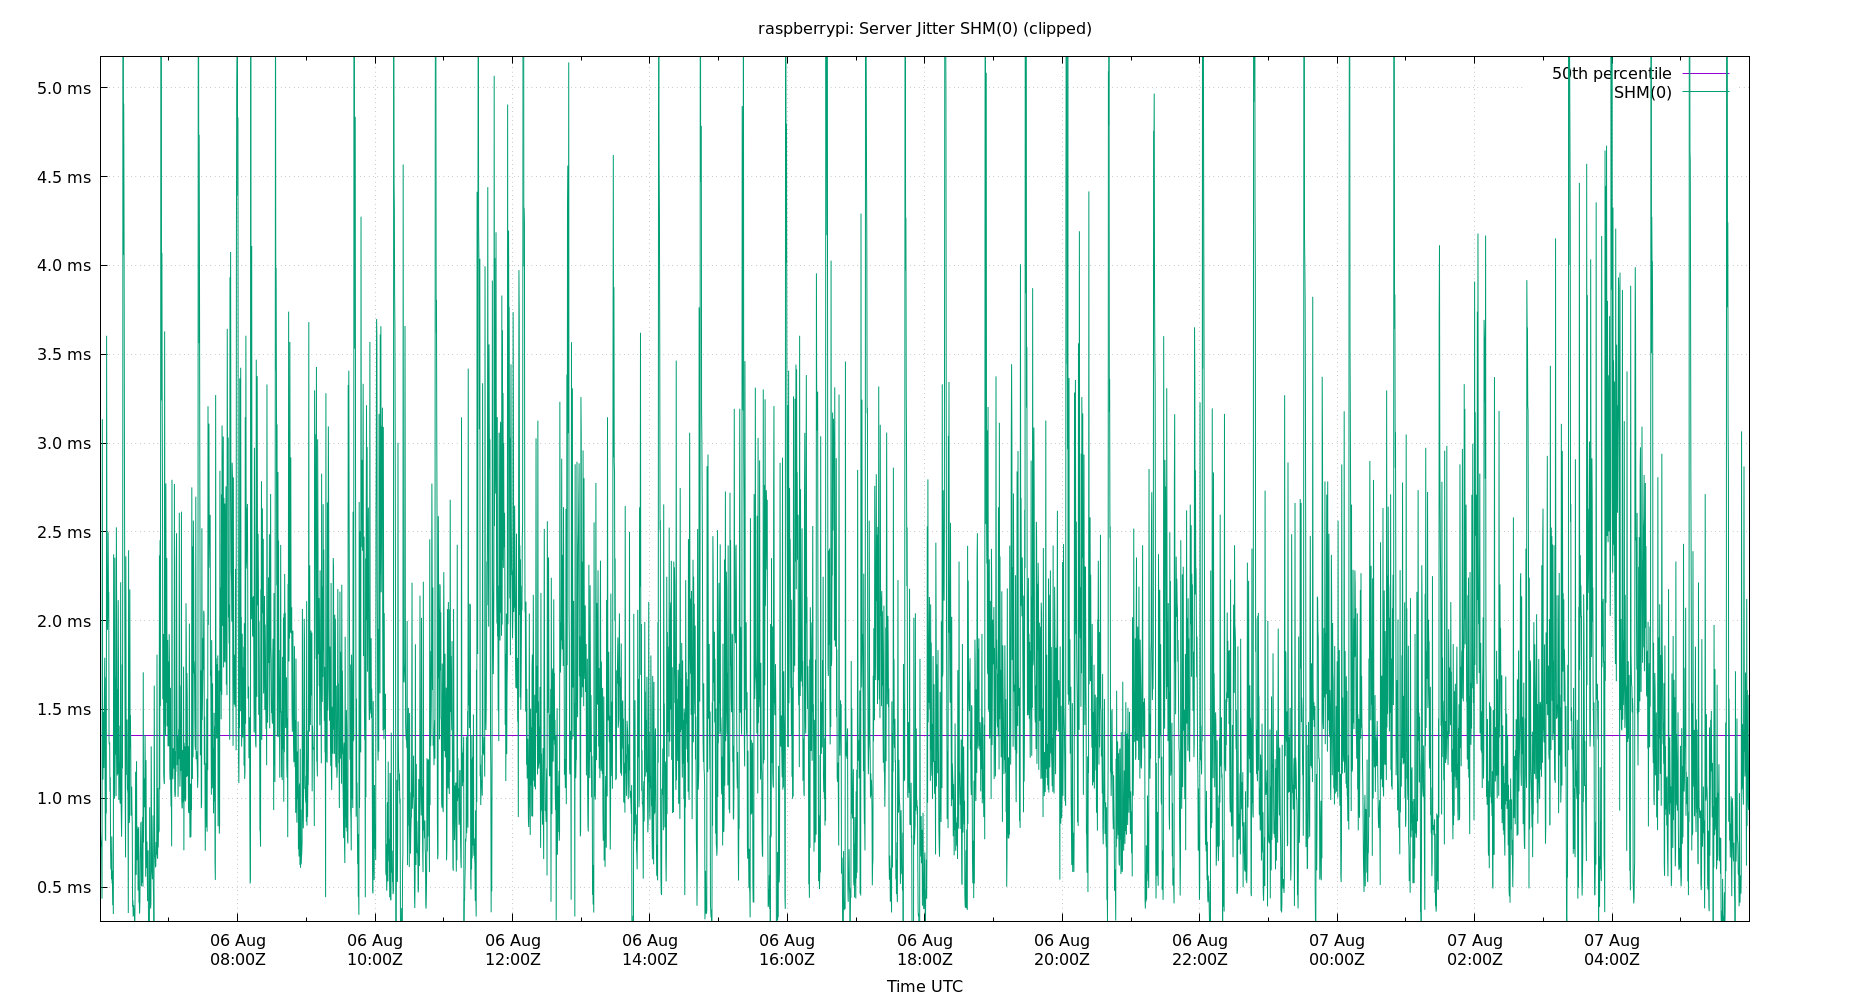 raspberrypi: Server Jitter SHM(0) (clipped)
50th percentile
SHM(0)
5.0 ms
4.5 ms
4.0 ms
3.5 ms
3.0 ms
2.5 ms
2.0 ms
1.5 ms
1.0 ms
0.5 ms
06 Aug 06 Aug 06 Aug 06 Aug 06 Aug 06 Aug 06 Aug 06 Aug 07 Aug 07 Aug 07 Aug
08:00Z 10:00Z 12:00Z 14:00Z 16:00Z 18:00Z 20:00Z 22:00Z 00:00Z 02:00Z 04:00Z
Time UTC